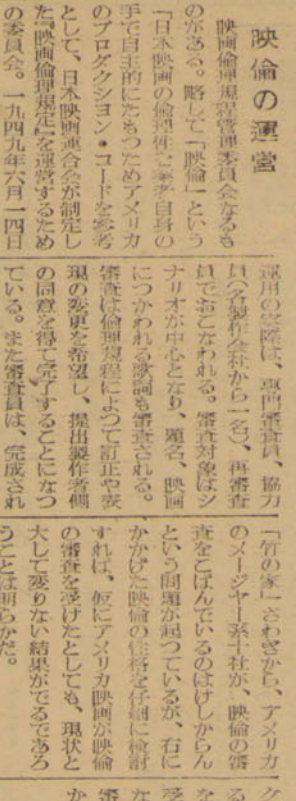 映倫の運営
映画倫理規程管理委員会なるも
のがある。略して「映倫」という
「日本映画の倫理性を業者自身の
手で自主的にたもつためアメリカ
のプロダクション・コードを参考
として、日本映画連合会が制定し
た『映画倫理規定』を運営するため
の委員会。一九四九年六月一四日
運用の実際は、専門審査員、協力
員(各製作会社から一名)、再審査
員でおこなわれる。審査対象はシ
ナリオが中心となり、題名、映画
につかわれる歌詞も審査される。
審査は倫理規程によつて訂正や表
現の変更を希望し、提出製作者側
の同意を得て完了することになつ
ている。また審査員は、完成され
「竹の家」さわぎから、アメリカ
のメージヤー系十社が、映倫の審
査をこばんでいるのはけしからん
という問題が起つているが、右に
かかげた映倫の性格を仔細に検討
すれば、仮にアメリカ映画が映倫
の審査を受けたとしても、現状と
大して変りない結果がでるであろ
うことは明らかだ。